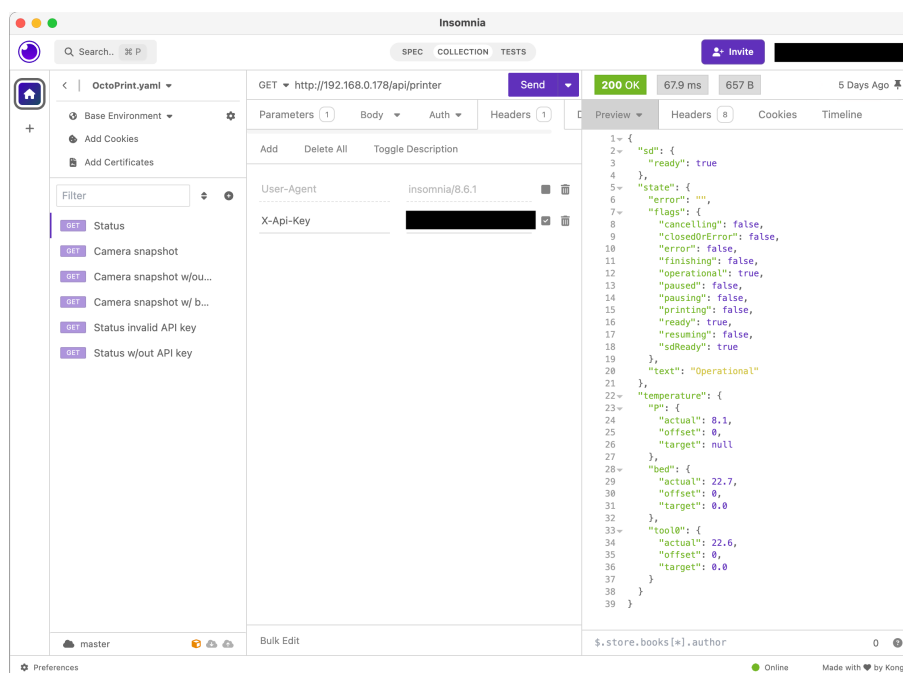 Insomnia
Search.. ⌘ P
SPEC COLLECTION TESTS
Invite
OctoPrint.yaml
GET http://192.168.0.178/api/printer Send
200 OK 67.9 ms 657 B 5 Days Ago
Base Environment
Add Cookies
Add Certificates
Parameters 1 Body Auth Headers 1
Preview Headers 8 Cookies Timeline
Add Delete All Toggle Description
User-Agent insomnia/8.6.1
X-Api-Key
Filter
GET Status
GET Camera snapshot
GET Camera snapshot w/ou...
GET Camera snapshot w/ b...
GET Status invalid API key
GET Status w/out API key
1 {
2 "sd": {
3 "ready": true
4 },
5 "state": {
6 "error": "",
7 "flags": {
8 "cancelling": false,
9 "closedOrError": false,
10 "error": false,
11 "finishing": false,
12 "operational": true,
13 "paused": false,
14 "pausing": false,
15 "printing": false,
16 "ready": true,
17 "resuming": false,
18 "sdReady": true
19 },
20 "text": "Operational"
21 },
22 "temperature": {
23 "P": {
24 "actual": 8.1,
25 "offset": 0,
26 "target": null
27 },
28 "bed": {
29 "actual": 22.7,
30 "offset": 0,
31 "target": 0.0
32 },
33 "tool0": {
34 "actual": 22.6,
35 "offset": 0,
36 "target": 0.0
37 }
38 }
39 }
master
Bulk Edit
$.store.books[*].author 0
Preferences
Online
Made with ♥ by Kong